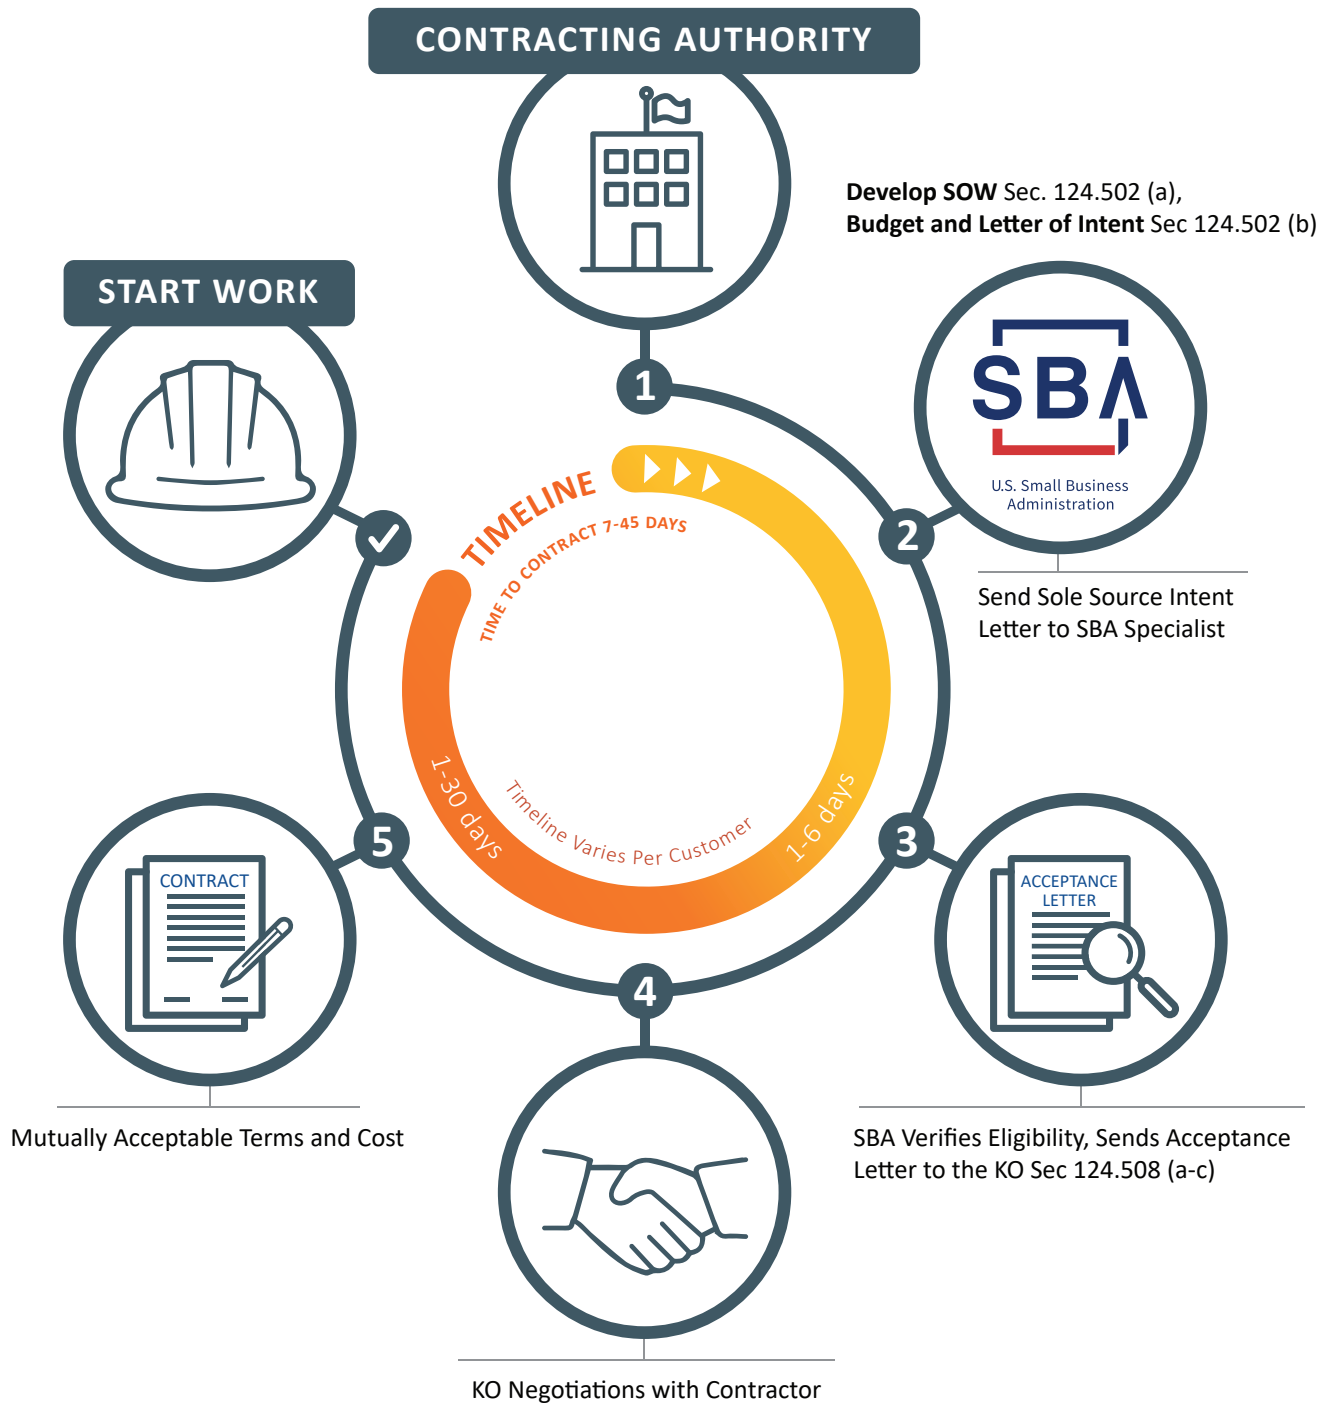 CONTRACTING AUTHORITY
Develop SOW Sec. 124.502 (a),
Budget and Letter of Intent Sec 124.502 (b)
START WORK
1
SBA
U.S. Small Business
Administration
2
Send Sole Source Intent
Letter to SBA Specialist
TIMELINE
TIME TO CONTRACT 7-45 DAYS
1-30 days
Timeline Varies Per Customer
1-6 days
3
ACCEPTANCE
LETTER
SBA Verifies Eligibility, Sends Acceptance
Letter to the KO Sec 124.508 (a-c)
4
KO Negotiations with Contractor
5
CONTRACT
Mutually Acceptable Terms and Cost